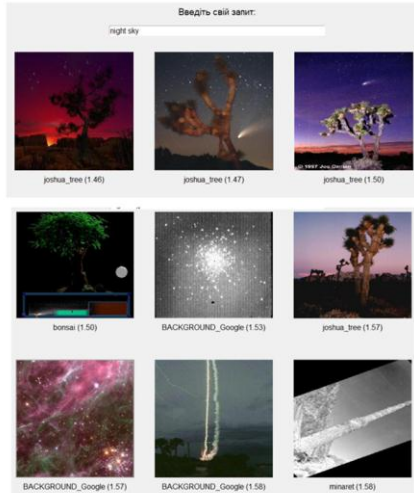 Введіть свій запит:
night sky
joshua_tree (1.46) joshua_tree (1.47) joshua_tree (1.50)
bonsai (1.50) BACKGROUND_Google (1.53) joshua_tree (1.57)
BACKGROUND_Google (1.57) BACKGROUND_Google (1.58) minaret (1.58)